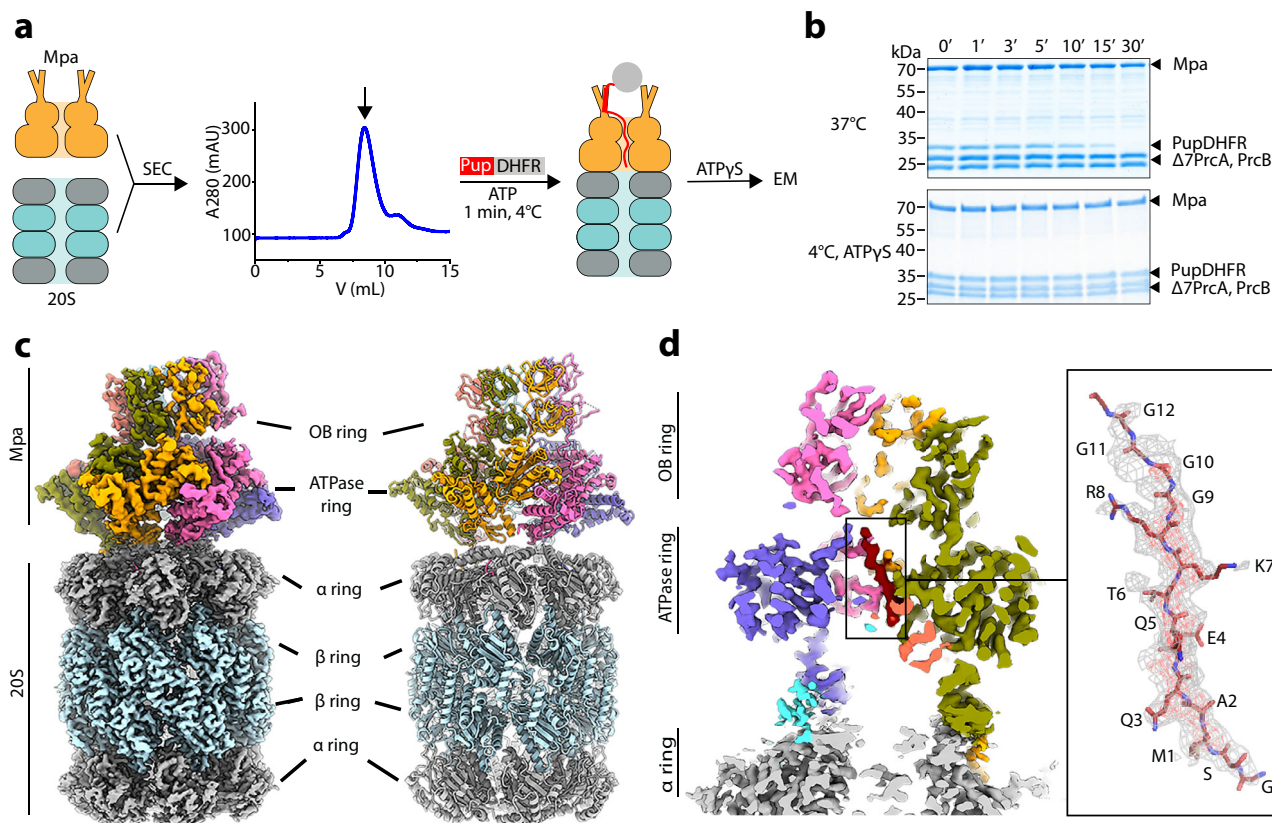 a
Mpa
20S
SEC
A280 (mAU)
300
200
100
0
5
10
15
V (mL)
Pup DHFR
ATP
1 min, 4°C
ATPγS
EM
b
kDa
0’ 1’ 3’ 5’ 10’ 15’ 30’
37°C
70
55
40
35
25
Mpa
PupDHFR
Δ7PrcA, PrcB
4°C, ATPγS
70
55
40
35
25
Mpa
PupDHFR
Δ7PrcA, PrcB
c
Mpa
20S
OB ring
ATPase
ring
α ring
β ring
β ring
α ring
d
OB ring
ATPase ring
α ring
G12
G11
G10
G9
R8
K7
T6
Q5
E4
A2
Q3
M1
S
G